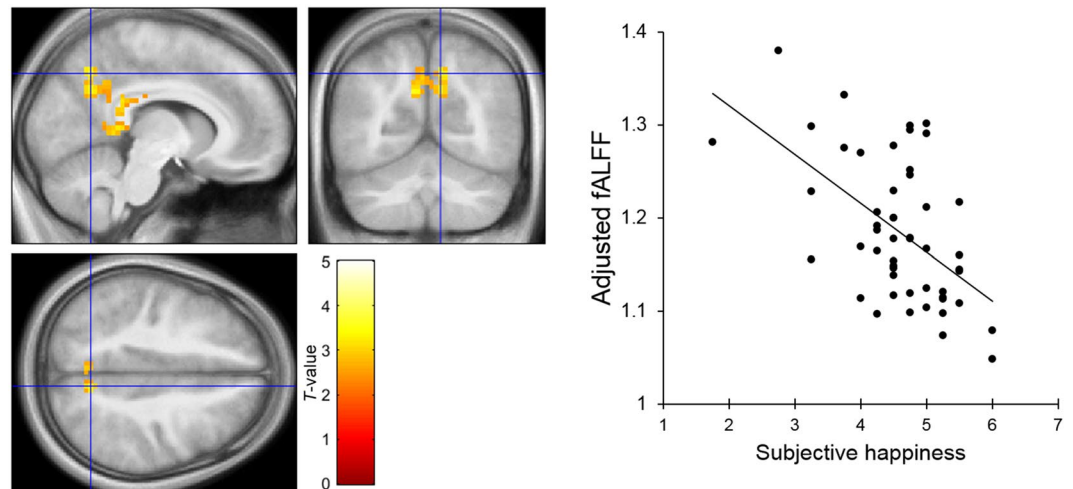 5
4
3
2
1
0
T-value
1.4
1.3
1.2
1.1
1
Adjusted fALFF
1 2 3 4 5 6 7
Subjective happiness